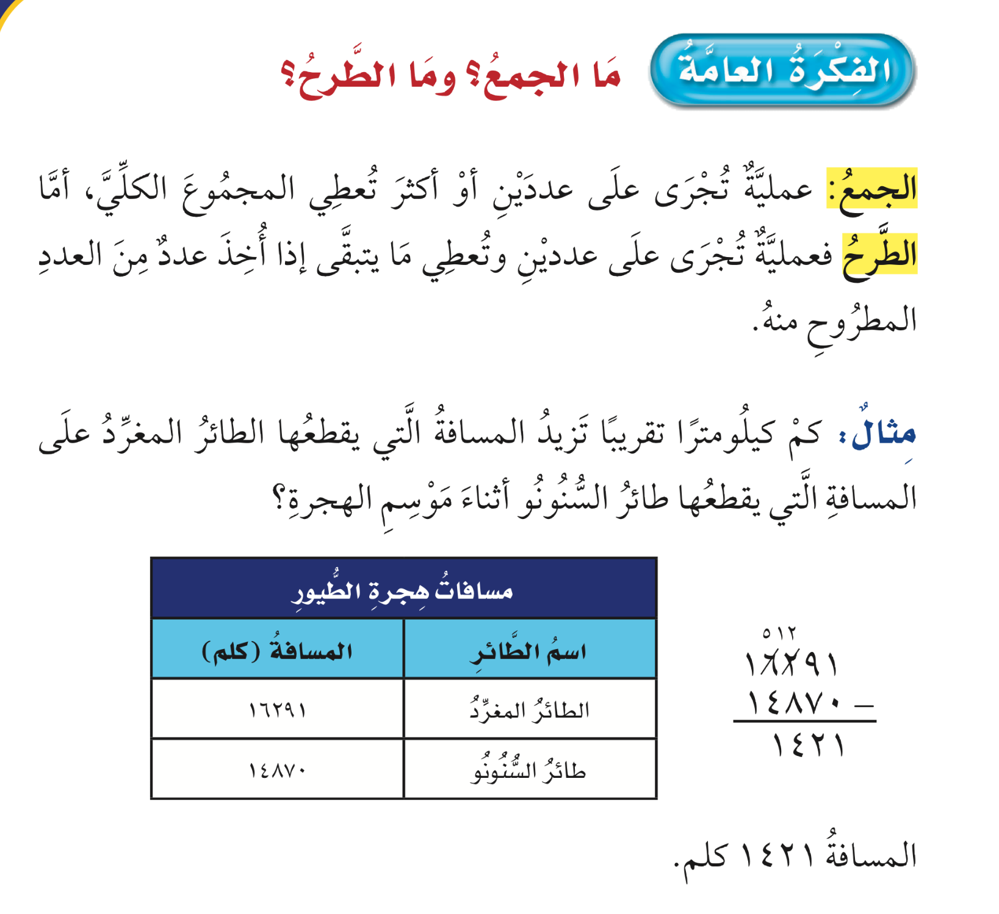 الفِكْرَةُ العامَّةُ مَا الجمعُ؟ ومَا الطَّرحُ؟
الجمعُ: عمليَّةٌ تُجْرَى علَى عددَيْنِ أوْ أكثرَ تُعطِي المجمُوعَ الكلِّيَّ، أمَّا
الطَّرحُ فعمليَّةٌ تُجْرَى علَى عدديْنِ وتُعطِي مَا يتبقَّى إذا أُخِذَ عددٌ مِنَ العددِ
المطرُوحِ منهُ.
مِثالٌ: كمْ كيلُومترًا تقريبًا تَزيدُ المسافةُ الَّتي يقطعُها الطائرُ المغرِّدُ علَى
المسافةِ الَّتي يقطعُها طائرُ السُّنُونُو أثناءَ مَوْسِمِ الهجرةِ؟
مسافاتُ هِجرةِ الطُّيورِ
اسمُ الطَّائرِ المسافةُ (كلم)
الطائرُ المغرِّدُ ١٦٢٩١
طائرُ السُّنُونُو ١٤٨٧٠
٥ ١٢
١٦٢٩١
١٤٨٧٠ −
١٤٢١
المسافةُ ١٤٢١ كلم.